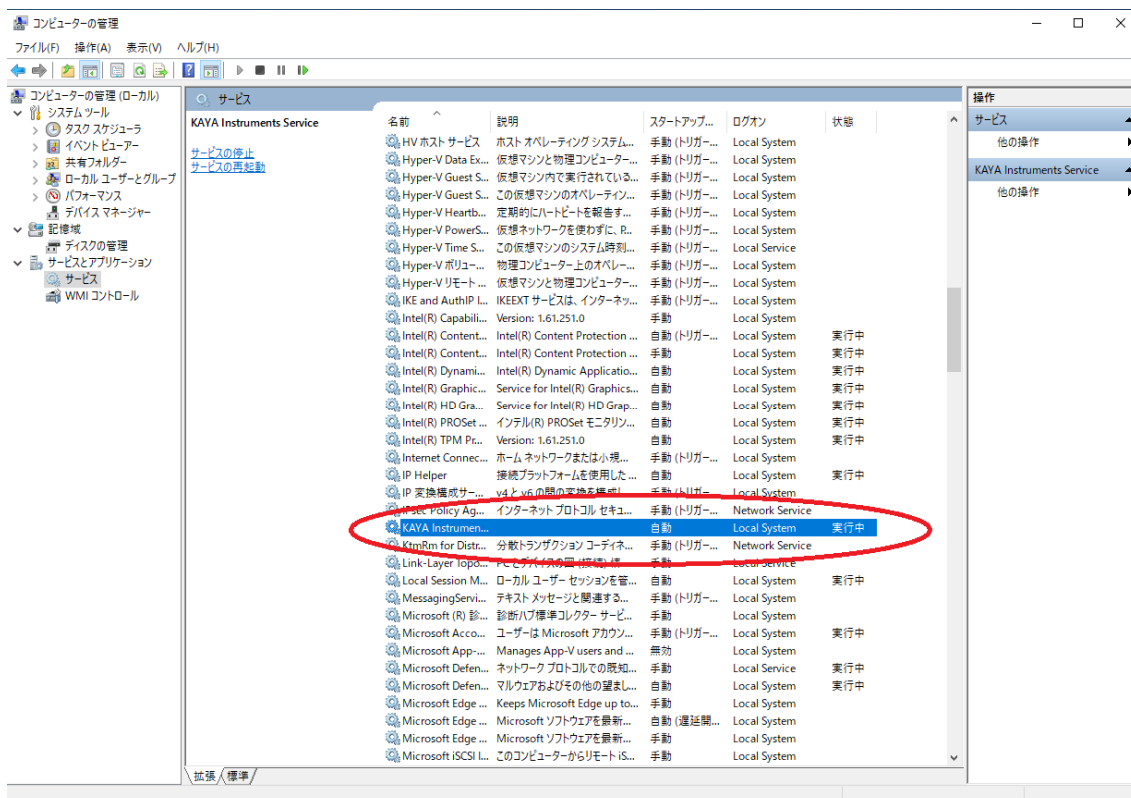 コンピューターの管理
ファイル(F) 操作(A) 表示(V) ヘルプ(H)
コンピューターの管理 (ローカル)
システム ツール
タスク スケジューラ
イベント ビューアー
共有フォルダー
ローカル ユーザーとグループ
パフォーマンス
デバイス マネージャー
記憶域
ディスクの管理
サービスとアプリケーション
サービス
WMI コントロール
サービス
KAYA Instruments Service
サービスの停止
サービスの再起動
名前 説明 スタートアップ... ログオン 状態
HV ホスト サービス ホスト オペレーティング システム... 手動 (トリガー... Local System
Hyper-V Data Ex... 仮想マシンと物理コンピューター... 手動 (トリガー... Local System
Hyper-V Guest S... 仮想マシン内で実行されている... 手動 (トリガー... Local System
Hyper-V Guest S... この仮想マシンのオペレーティン... 手動 (トリガー... Local System
Hyper-V Heartb... 定期的にハートビートを報告す... 手動 (トリガー... Local System
Hyper-V PowerS... 仮想ネットワークを使わずに、P... 手動 (トリガー... Local System
Hyper-V Time S... この仮想マシンのシステム時刻... 手動 (トリガー... Local Service
Hyper-V ボリュー... 物理コンピューター上のオペレー... 手動 (トリガー... Local System
Hyper-V リモート ... 仮想マシンと物理コンピューター... 手動 (トリガー... Local System
IKE and AuthIP I... IKEEXT サービスは、インターネッ... 手動 (トリガー... Local System
Intel(R) Capabili... Version: 1.61.251.0 手動 Local System
Intel(R) Content... Intel(R) Content Protection ... 自動 (トリガー... Local System 実行中
Intel(R) Content... Intel(R) Content Protection ... 手動 Local System 実行中
Intel(R) Dynami... Intel(R) Dynamic Applicatio... 自動 Local System 実行中
Intel(R) Graphic... Service for Intel(R) Graphics... 自動 Local System 実行中
Intel(R) HD Gra... Service for Intel(R) HD Grap... 自動 Local System 実行中
Intel(R) PROSet ... インテル(R) PROSet モニタリン... 自動 Local System 実行中
Intel(R) TPM Pr... Version: 1.61.251.0 自動 Local System 実行中
Internet Connec... ホーム ネットワークまたは小規... 手動 (トリガー... Local System
IP Helper 接続プラットフォームを使用した ... 自動 Local System 実行中
IP 変換構成サー... v4 と v6 の間の変換を構成し 手動 (トリガー Local System
IPsec Policy Ag... インターネット プロトコル セキュ... 手動 (トリガー... Network Service
KAYA Instrumen... 自動 Local System 実行中
KtmRm for Distr... 分散トランザクション コーディネ... 手動 (トリガー... Network Service
Link-Layer Topo... PC とデバイスの図 (接続) 情 手動 Local Service
Local Session M... ローカル ユーザー セッションを管... 自動 Local System 実行中
MessagingServi... テキスト メッセージと関連する... 手動 (トリガー... Local System
Microsoft (R) 診... 診断ハブ標準コレクター サービ... 手動 Local System
Microsoft Acco... ユーザーは Microsoft アカウン... 手動 (トリガー... Local System 実行中
Microsoft App-... Manages App-V users and ... 無効 Local System
Microsoft Defen... ネットワーク プロトコルでの既知... 手動 Local Service 実行中
Microsoft Defen... マルウェアおよびその他の望まし... 自動 Local System 実行中
Microsoft Edge ... Keeps Microsoft Edge up to... 手動 Local System
Microsoft Edge ... Microsoft ソフトウェアを最新... 自動 (遅延開... Local System
Microsoft Edge ... Microsoft ソフトウェアを最新... 手動 Local System
Microsoft iSCSI I... このコンピューターからリモート iS... 手動 Local System
拡張 標準
操作
サービス
他の操作
KAYA Instruments Service
他の操作